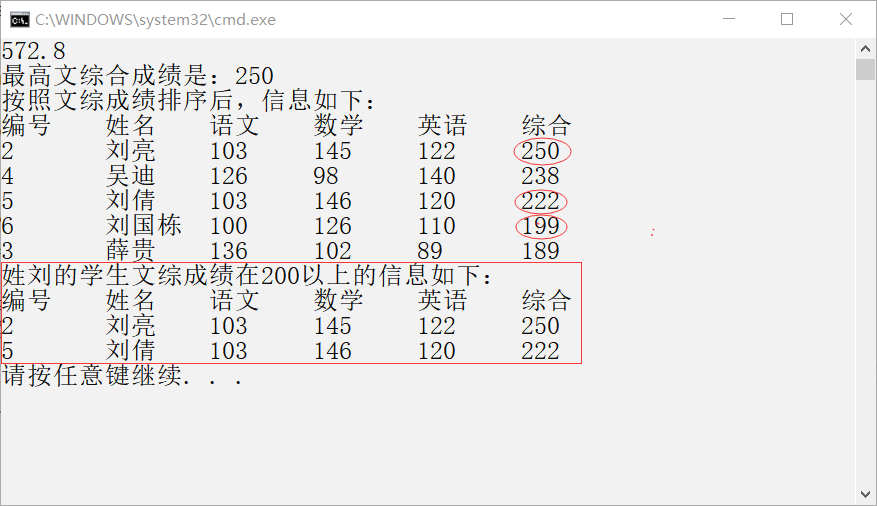 C:\WINDOWS\system32\cmd.exe
572.8
最高文综合成绩是：250
按照文综成绩排序后，信息如下：
编号 姓名 语文 数学 英语 综合
2 刘亮 103 145 122 250
4 吴迪 126 98 140 238
5 刘倩 103 146 120 222
6 刘国栋 100 126 110 199
3 薛贵 136 102 89 189
姓刘的学生文综成绩在200以上的信息如下：
编号 姓名 语文 数学 英语 综合
2 刘亮 103 145 122 250
5 刘倩 103 146 120 222
请按任意键继续. . .